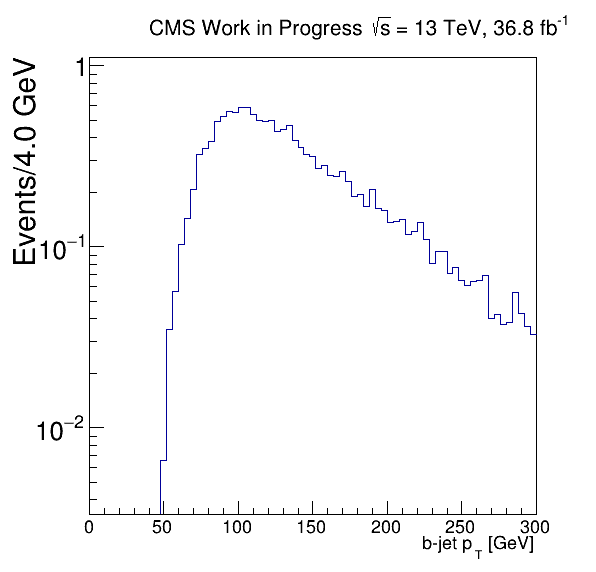 CMS Work in Progress √s = 13 TeV, 36.8 fb⁻¹
Events/4.0 GeV
1
10⁻¹
10⁻²
0 50 100 150 200 250 300
b-jet p_T [GeV]